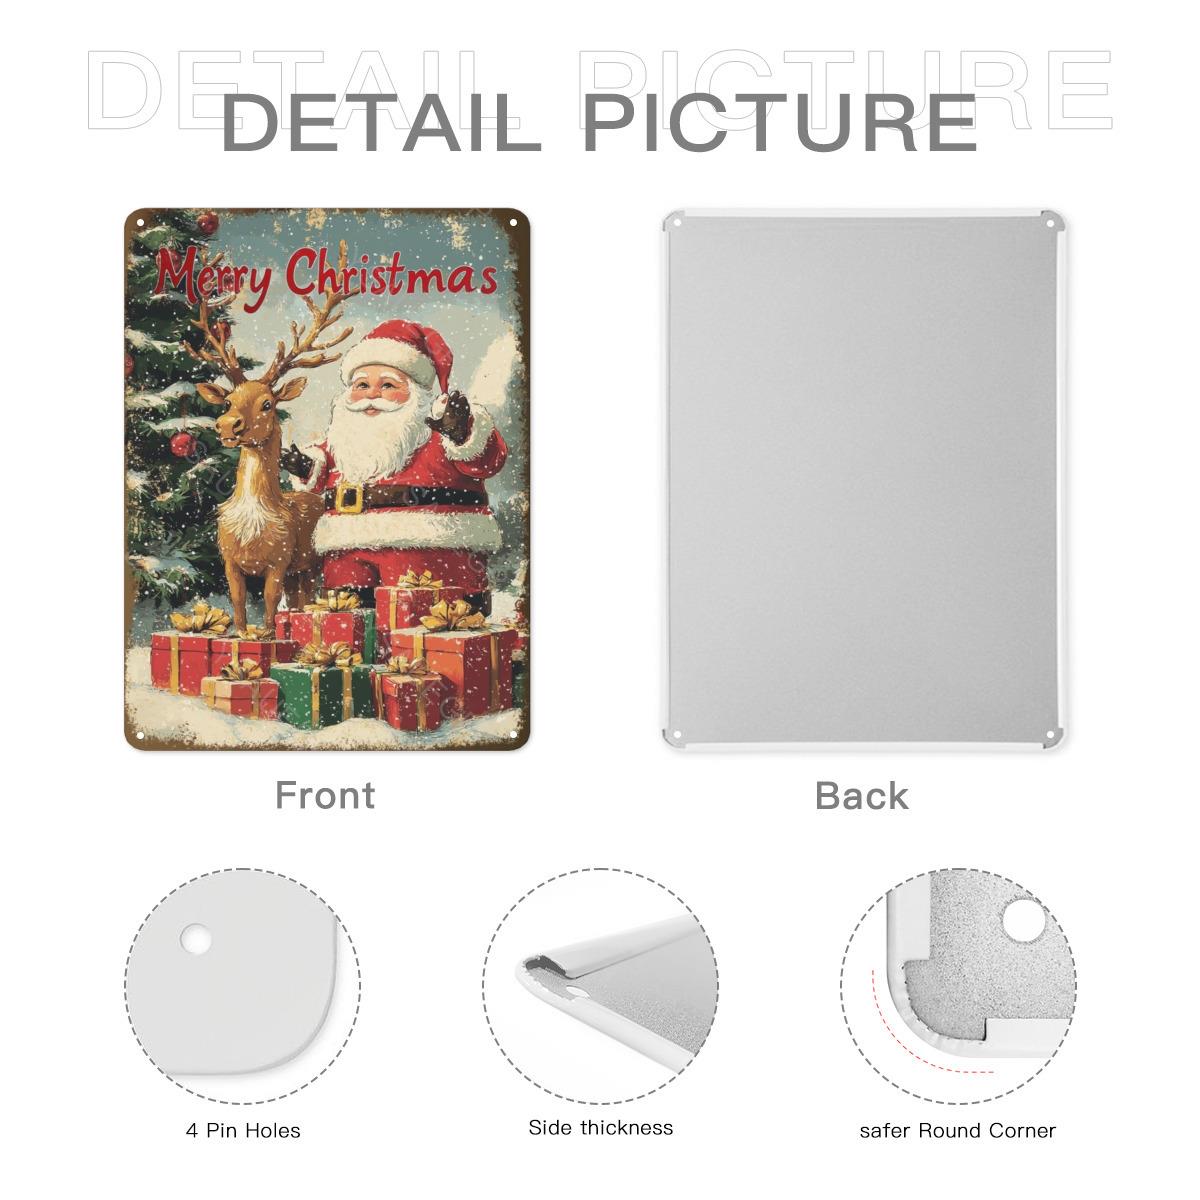 DETAIL PICTURE
DETAIL PICTURE
Merry Christmas
Front
Back
4 Pin Holes
Side thickness
safer Round Corner